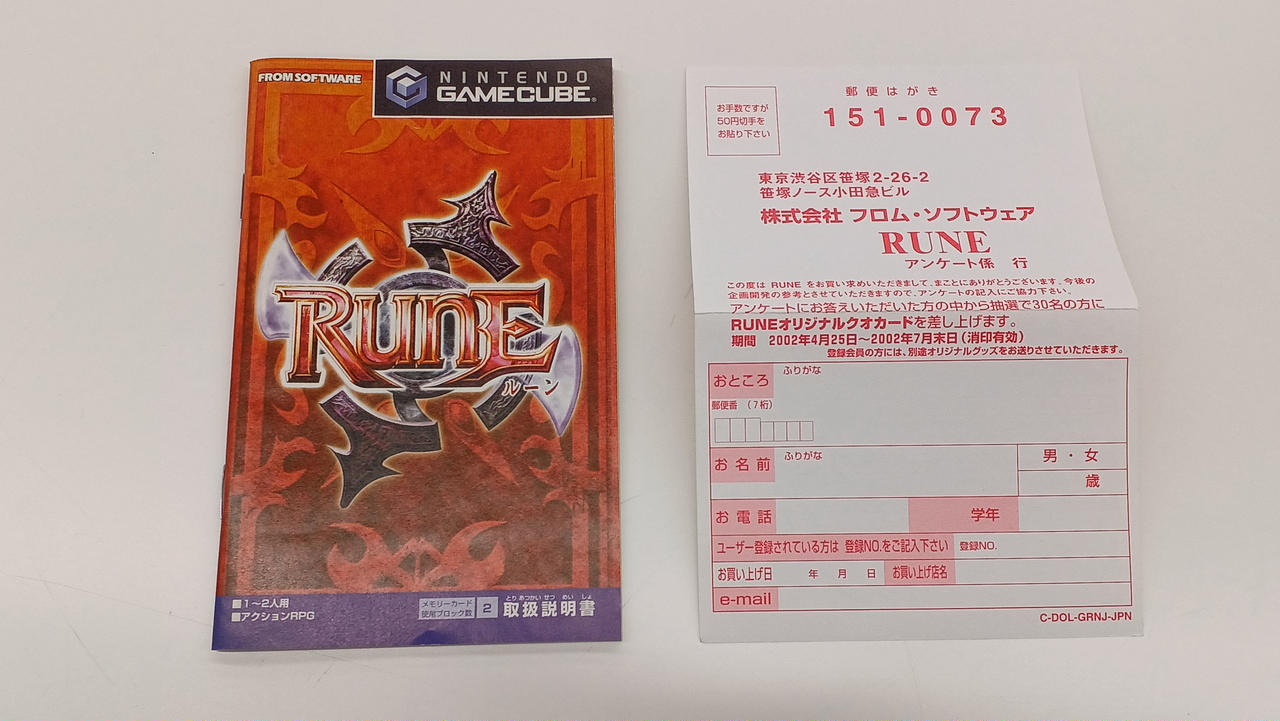 FROMSOFTWARE
NINTENDO
GAMECUBE®
RUNE
ルーン
■1〜2人用
■アクションRPG
メモリーカード
使用ブロック数
2
とり あつかい せつ めい しょ
取扱説明書
郵便はがき
151-0073
お手数ですが
50円切手を
お貼り下さい
東京渋谷区笹塚2-26-2
笹塚ノース小田急ビル
株式会社 フロム・ソフトウェア
RUNE
アンケート係 行
この度は RUNE をお買い求めいただきまして、まことにありがとうございます。今後の
企画開発の参考とさせていただきますので、アンケートの記入にご協力下さい。
アンケートにお答えいただいた方の中から抽選で30名の方に
RUNEオリジナルクオカードを差し上げます。
期間 2002年4月25日〜2002年7月末日(消印有効)
登録会員の方には、別途オリジナルグッズをお送りさせていただきます。
おところ ふりがな
郵便番 (7桁)
お名前 ふりがな
男・女
歳
お電話 学年
ユーザー登録されている方は 登録NO.をご記入下さい 登録NO.
お買い上げ日 年 月 日 お買い上げ店名
e-mail
C-DOL-GRNJ-JPN